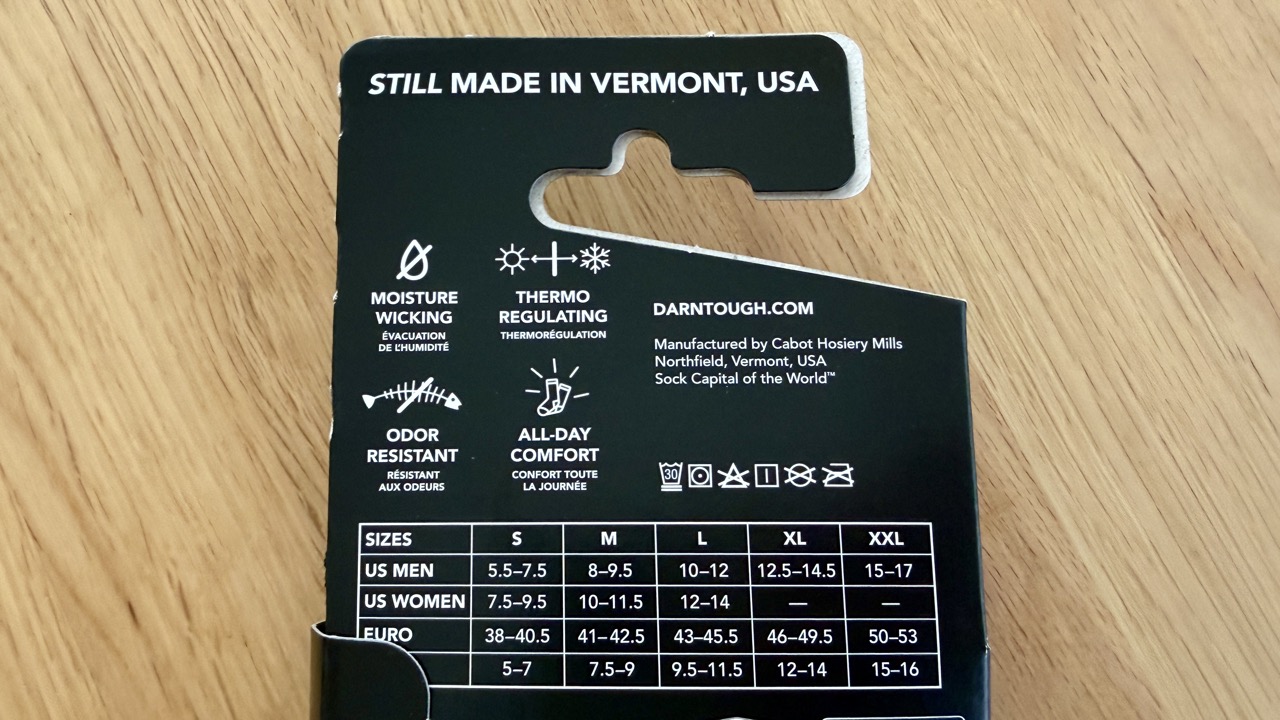 STILL MADE IN VERMONT, USA
MOISTURE
WICKING
ÉVACUATION
DE L'HUMIDITÉ
THERMO
REGULATING
THERMORÉGULATION
ODOR
RESISTANT
RÉSISTANT
AUX ODEURS
ALL-DAY
COMFORT
CONFORT TOUTE
LA JOURNÉE
DARNTOUGH.COM
Manufactured by Cabot Hosiery Mills
Northfield, Vermont, USA
Sock Capital of the World™
30
SIZES S M L XL XXL
US MEN 5.5–7.5 8–9.5 10–12 12.5–14.5 15–17
US WOMEN 7.5–9.5 10–11.5 12–14 — —
EURO 38–40.5 41–42.5 43–45.5 46–49.5 50–53
5–7 7.5–9 9.5–11.5 12–14 15–16